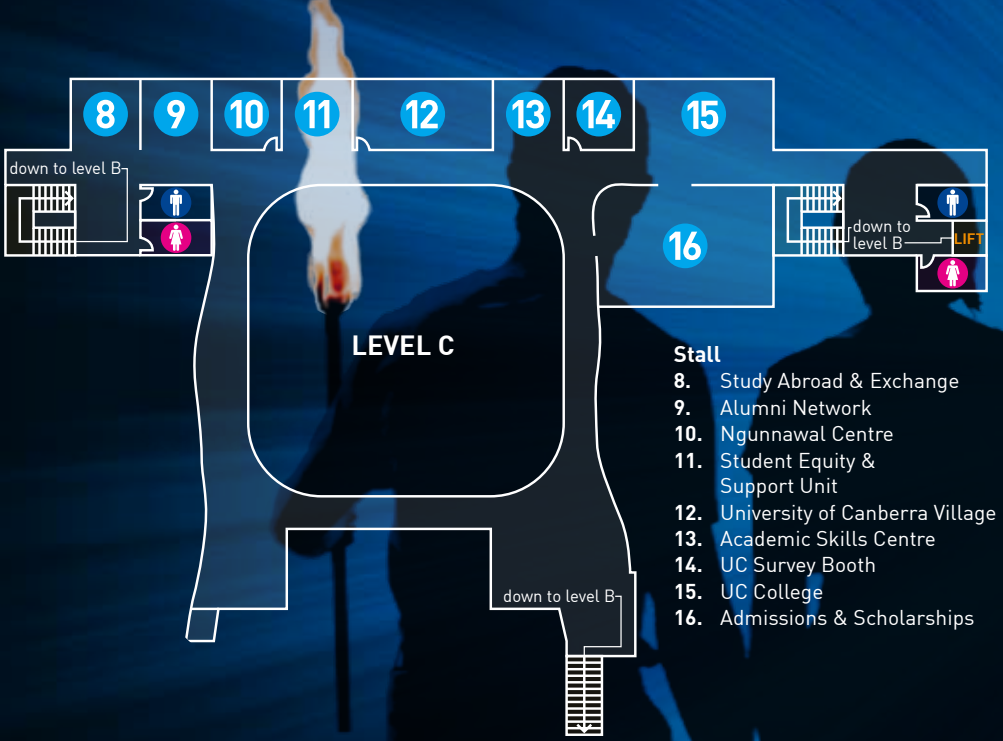 8 9 10 11 12 13 14 15
down to level B
16
down to
level B
LIFT
LEVEL C
Stall
8. Study Abroad & Exchange
9. Alumni Network
10. Ngunnawal Centre
11. Student Equity &
Support Unit
12. University of Canberra Village
13. Academic Skills Centre
14. UC Survey Booth
15. UC College
16. Admissions & Scholarships
down to level B